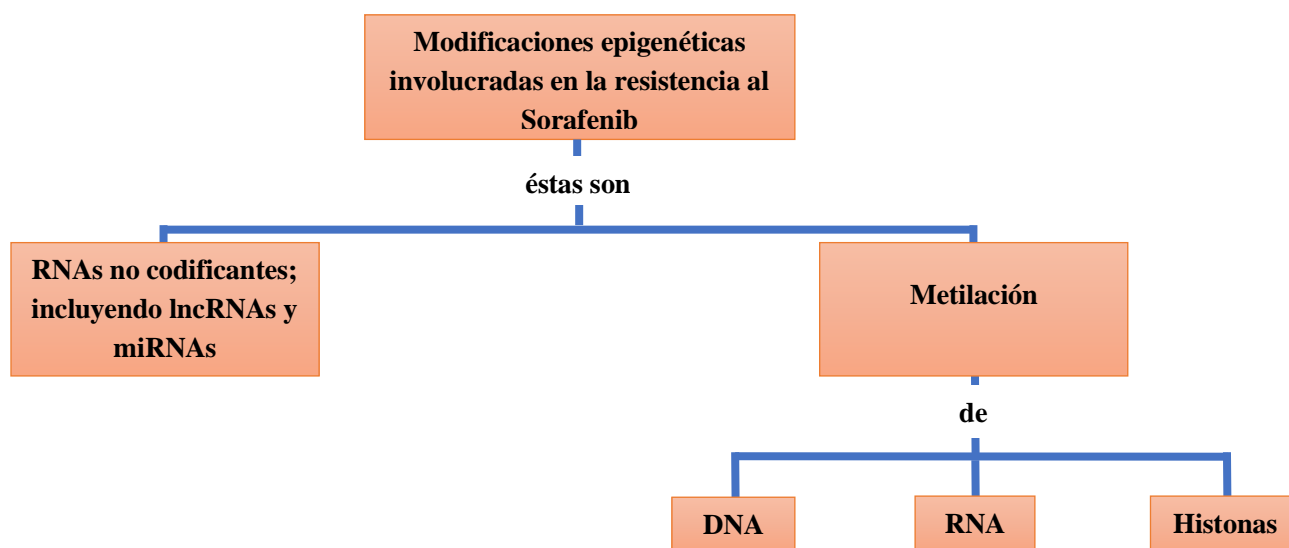 Modificaciones epigenéticas
involucradas en la resistencia al
Sorafenib
éstas son
RNAs no codificantes;
incluyendo lncRNAs y
miRNAs
Metilación
de
DNA
RNA
Histonas